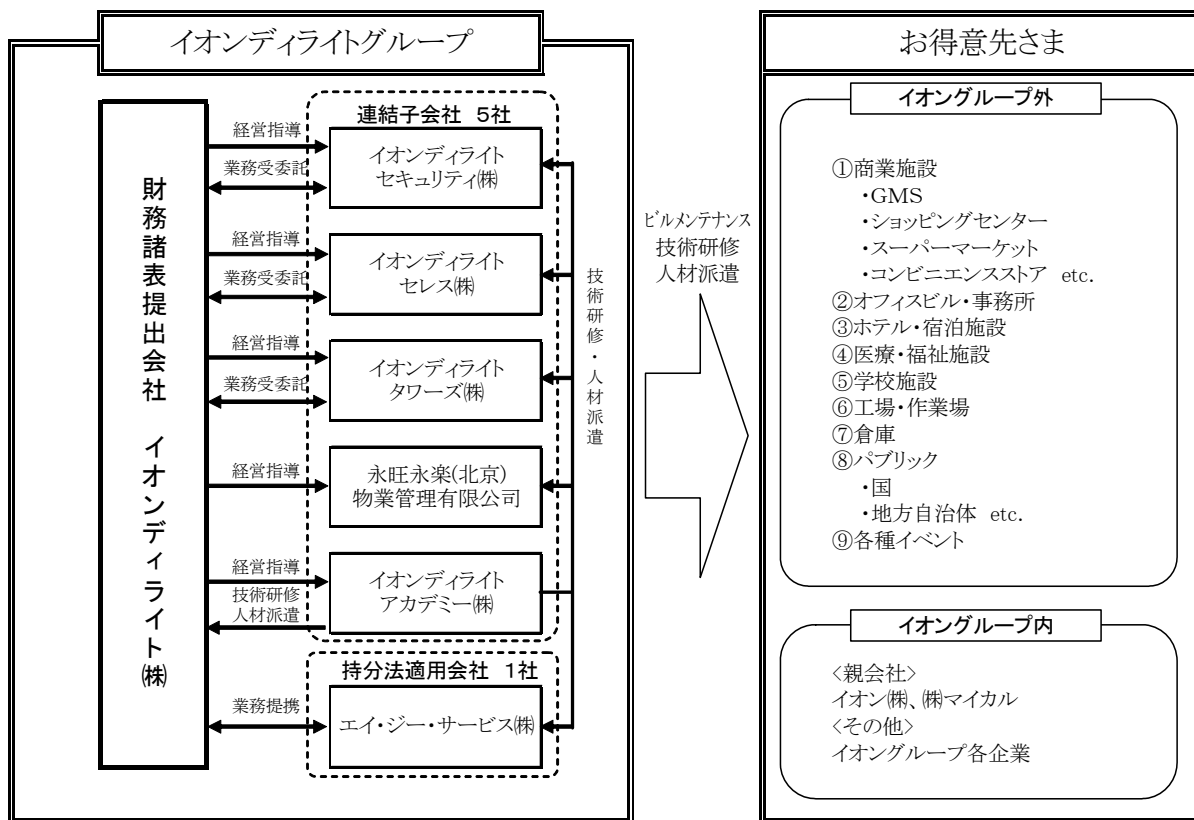 イオンディライトグループ
財務諸表提出会社 イオンディライト㈱
連結子会社 5社
経営指導
業務受委託
イオンディライト
セキュリティ㈱
経営指導
業務受委託
イオンディライト
セレス㈱
経営指導
業務受委託
イオンディライト
タワーズ㈱
経営指導
永旺永楽(北京)
物業管理有限公司
経営指導
技術研修
人材派遣
イオンディライト
アカデミー㈱
技術研修・人材派遣
持分法適用会社 1社
業務提携
エイ・ジー・サービス㈱
ビルメンテナンス
技術研修
人材派遣
お得意先さま
イオングループ外
①商業施設
・GMS
・ショッピングセンター
・スーパーマーケット
・コンビニエンスストア etc.
②オフィスビル・事務所
③ホテル・宿泊施設
④医療・福祉施設
⑤学校施設
⑥工場・作業場
⑦倉庫
⑧パブリック
・国
・地方自治体 etc.
⑨各種イベント
イオングループ内
<親会社>
イオン㈱、㈱マイカル
<その他>
イオングループ各企業